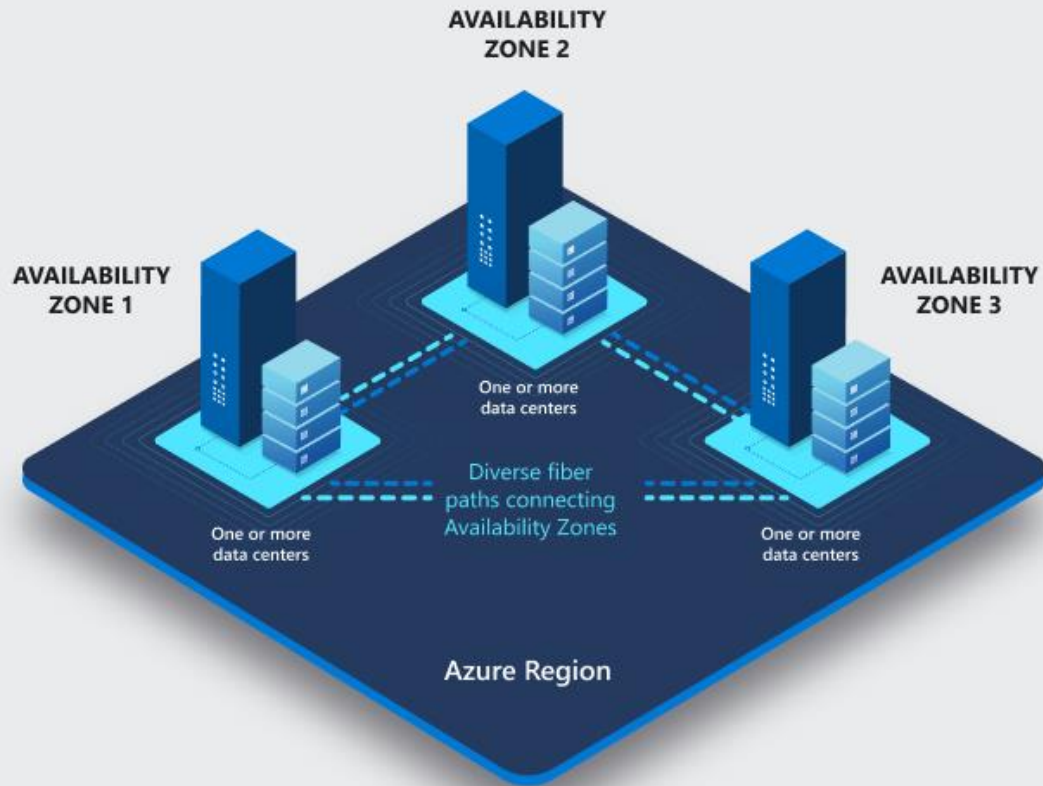 AVAILABILITY
ZONE 2
AVAILABILITY
ZONE 1
AVAILABILITY
ZONE 3
One or more
data centers
Diverse fiber
paths connecting
Availability Zones
One or more
data centers
One or more
data centers
Azure Region